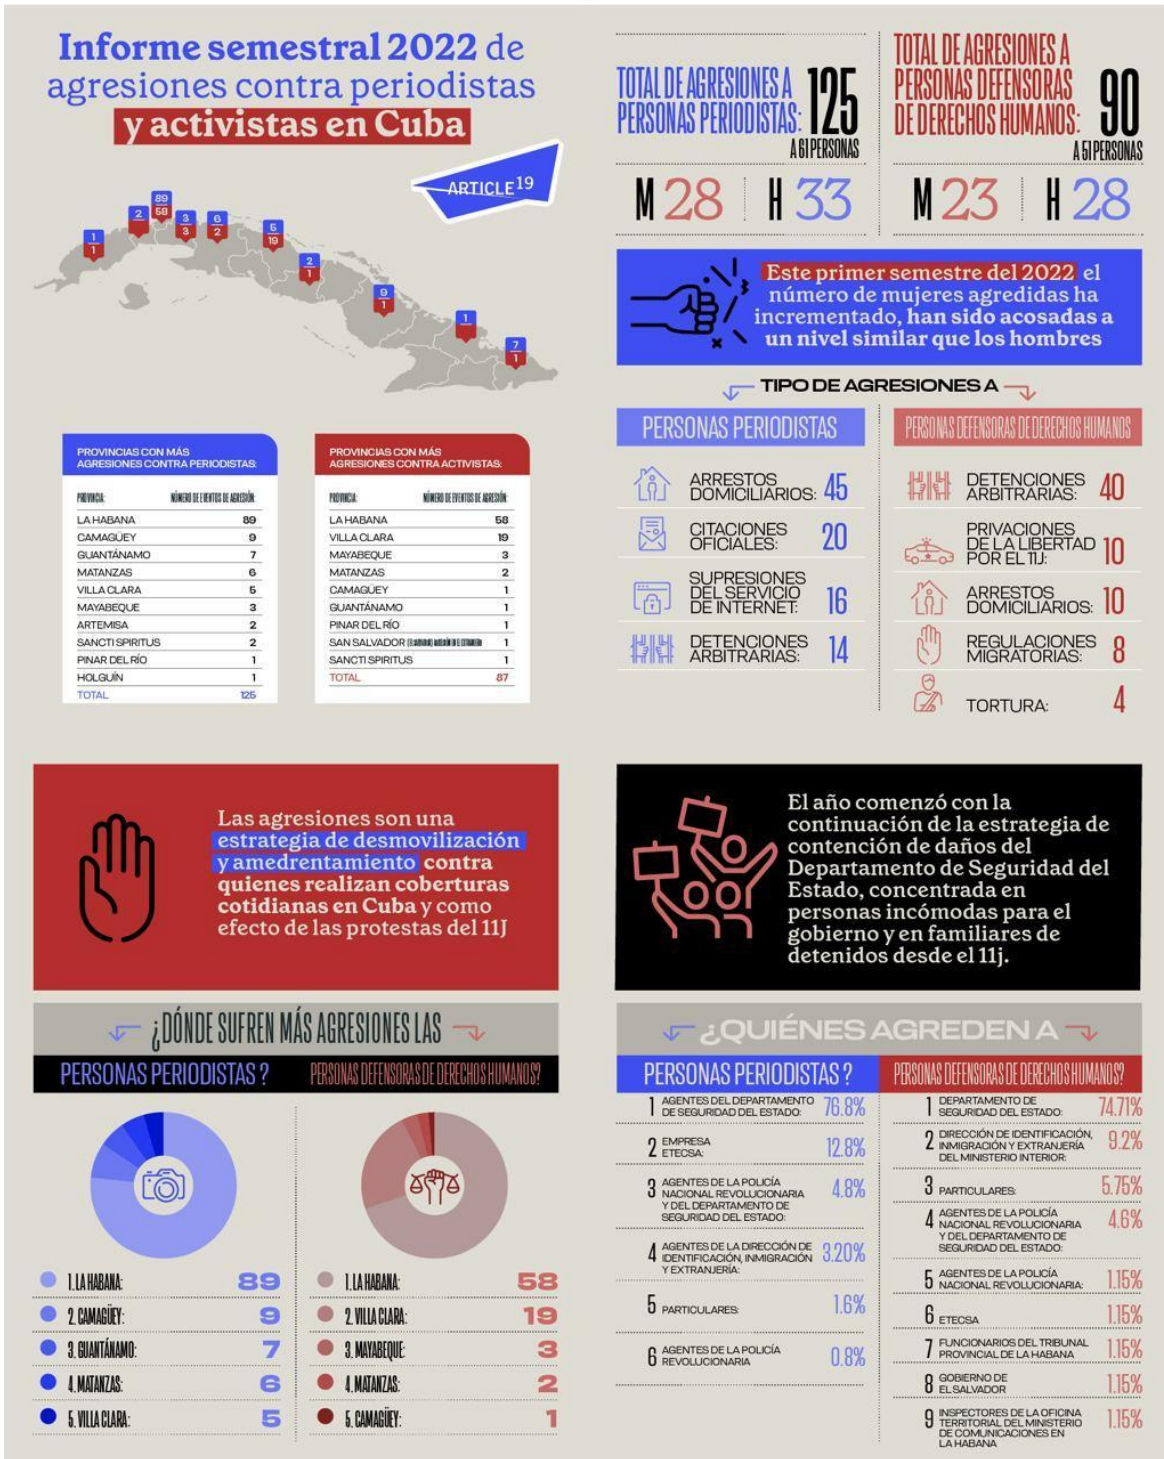 Informe semestral 2022 de
agresiones contra periodistas
y activistas en Cuba
ARTICLE 19
89
58
2
3
3
6
2
1
1
5
19
2
1
9
1
1
7
1
PROVINCIAS CON MÁS
AGRESIONES CONTRA PERIODISTAS:
PROVINCIA: NÚMERO DE EVENTOS DE AGRESIÓN:
LA HABANA 89
CAMAGÜEY 9
GUANTÁNAMO 7
MATANZAS 6
VILLA CLARA 5
MAYABEQUE 3
ARTEMISA 2
SANCTI SPIRITUS 2
PINAR DEL RÍO 1
HOLGUÍN 1
TOTAL 125
PROVINCIAS CON MÁS
AGRESIONES CONTRA ACTIVISTAS:
PROVINCIA: NÚMERO DE EVENTOS DE AGRESIÓN:
LA HABANA 58
VILLA CLARA 19
MAYABEQUE 3
MATANZAS 2
CAMAGÜEY 1
GUANTÁNAMO 1
PINAR DEL RÍO 1
SAN SALVADOR 1
SANCTI SPIRITUS 1
TOTAL 87
TOTAL DE AGRESIONES A
PERSONAS PERIODISTAS: 125
A 61 PERSONAS
M 28 H 33
TOTAL DE AGRESIONES A
PERSONAS DEFENSORAS
DE DERECHOS HUMANOS: 90
A 51 PERSONAS
M 23 H 28
Este primer semestre del 2022 el
número de mujeres agredidas ha
incrementado, han sido acosadas a
un nivel similar que los hombres
TIPO DE AGRESIONES A
PERSONAS PERIODISTAS
ARRESTOS
DOMICILIARIOS: 45
CITACIONES
OFICIALES: 20
SUPRESIONES
DEL SERVICIO
DE INTERNET: 16
DETENCIONES
ARBITRARIAS: 14
PERSONAS DEFENSORAS DE DERECHOS HUMANOS
DETENCIONES
ARBITRARIAS: 40
PRIVACIONES
DE LA LIBERTAD
POR EL 11J: 10
ARRESTOS
DOMICILIARIOS: 10
REGULACIONES
MIGRATORIAS: 8
TORTURA: 4
Las agresiones son una
estrategia de desmovilización
y amedrentamiento contra
quienes realizan coberturas
cotidianas en Cuba y como
efecto de las protestas del 11J
El año comenzó con la
continuación de la estrategia de
contención de daños del
Departamento de Seguridad del
Estado, concentrada en
personas incómodas para el
gobierno y en familiares de
detenidos desde el 11j.
¿DÓNDE SUFREN MÁS AGRESIONES LAS
PERSONAS PERIODISTAS?
1. LA HABANA: 89
2. CAMAGÜEY: 9
3. GUANTÁNAMO: 7
4. MATANZAS: 6
5. VILLA CLARA: 5
PERSONAS DEFENSORAS DE DERECHOS HUMANOS?
1. LA HABANA: 58
2. VILLA CLARA: 19
3. MAYABEQUE: 3
4. MATANZAS: 2
5. CAMAGÜEY: 1
¿QUIÉNES AGREDEN A
PERSONAS PERIODISTAS?
1 AGENTES DEL DEPARTAMENTO
DE SEGURIDAD DEL ESTADO: 76.8%
2 EMPRESA
ETECSA: 12.8%
3 AGENTES DE LA POLICÍA
NACIONAL REVOLUCIONARIA
Y DEL DEPARTAMENTO DE
SEGURIDAD DEL ESTADO: 4.8%
4 AGENTES DE LA DIRECCIÓN DE
IDENTIFICACIÓN, INMIGRACIÓN
Y EXTRANJERÍA: 3.20%
5 PARTICULARES: 1.6%
6 AGENTES DE LA POLICÍA
REVOLUCIONARIA 0.8%
PERSONAS DEFENSORAS DE DERECHOS HUMANOS?
1 DEPARTAMENTO DE
SEGURIDAD DEL ESTADO: 74.71%
2 DIRECCIÓN DE IDENTIFICACIÓN,
INMIGRACIÓN Y EXTRANJERÍA
DEL MINISTERIO INTERIOR: 9.2%
3 PARTICULARES: 5.75%
4 AGENTES DE LA POLICÍA
NACIONAL REVOLUCIONARIA
Y DEL DEPARTAMENTO DE
SEGURIDAD DEL ESTADO: 4.6%
5 AGENTES DE LA POLICÍA
NACIONAL REVOLUCIONARIA: 1.15%
6 ETECSA 1.15%
7 FUNCIONARIOS DEL TRIBUNAL
PROVINCIAL DE LA HABANA 1.15%
8 GOBIERNO DE
EL SALVADOR 1.15%
9 INSPECTORES DE LA OFICINA
TERRITORIAL DEL MINISTERIO
DE COMUNICACIONES EN
LA HABANA 1.15%